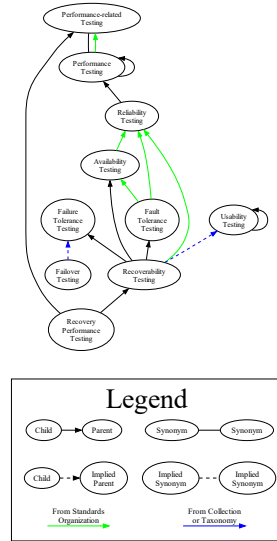 Performance-related
Testing
Performance
Testing
Reliability
Testing
Availability
Testing
Failure
Tolerance
Testing
Fault
Tolerance
Testing
Usability
Testing
Failover
Testing
Recoverability
Testing
Recovery
Performance
Testing
Legend
Child
Parent
Synonym
Synonym
Child
Implied
Parent
Implied
Synonym
Implied
Synonym
From Standards
Organization
From Collection
or Taxonomy